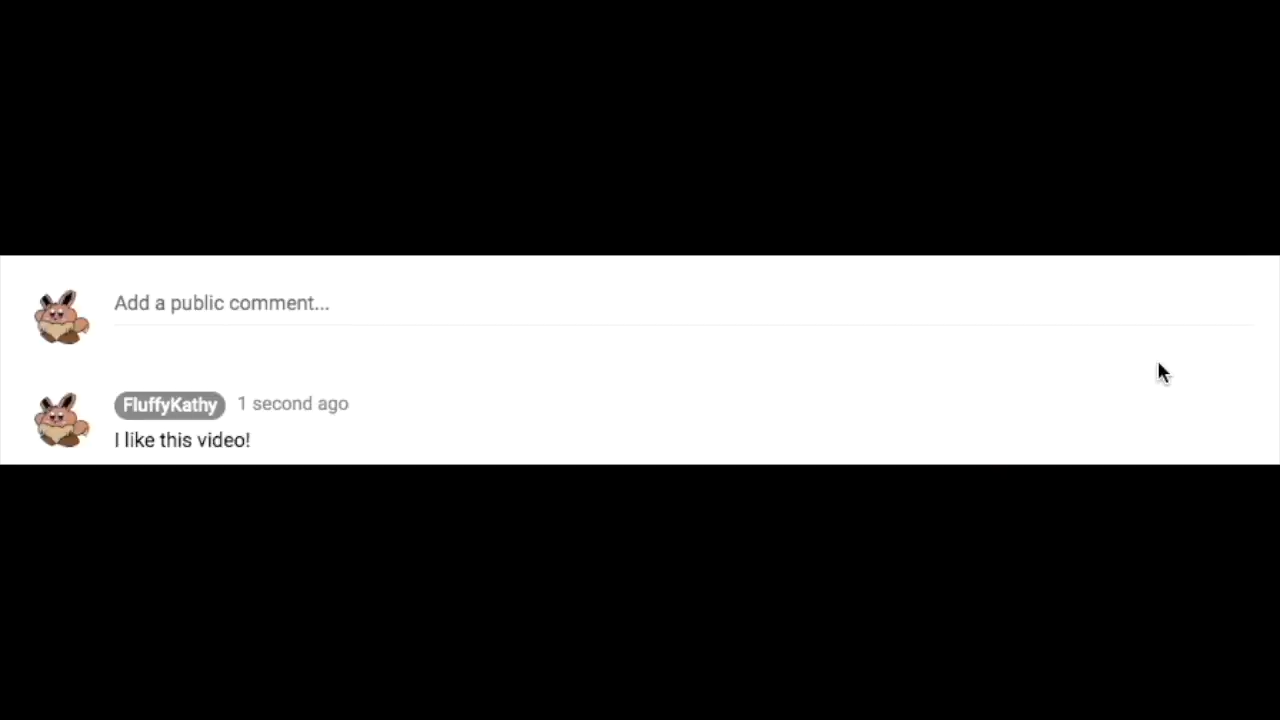 Add a public comment...
FluffyKathy 1 second ago
I like this video!